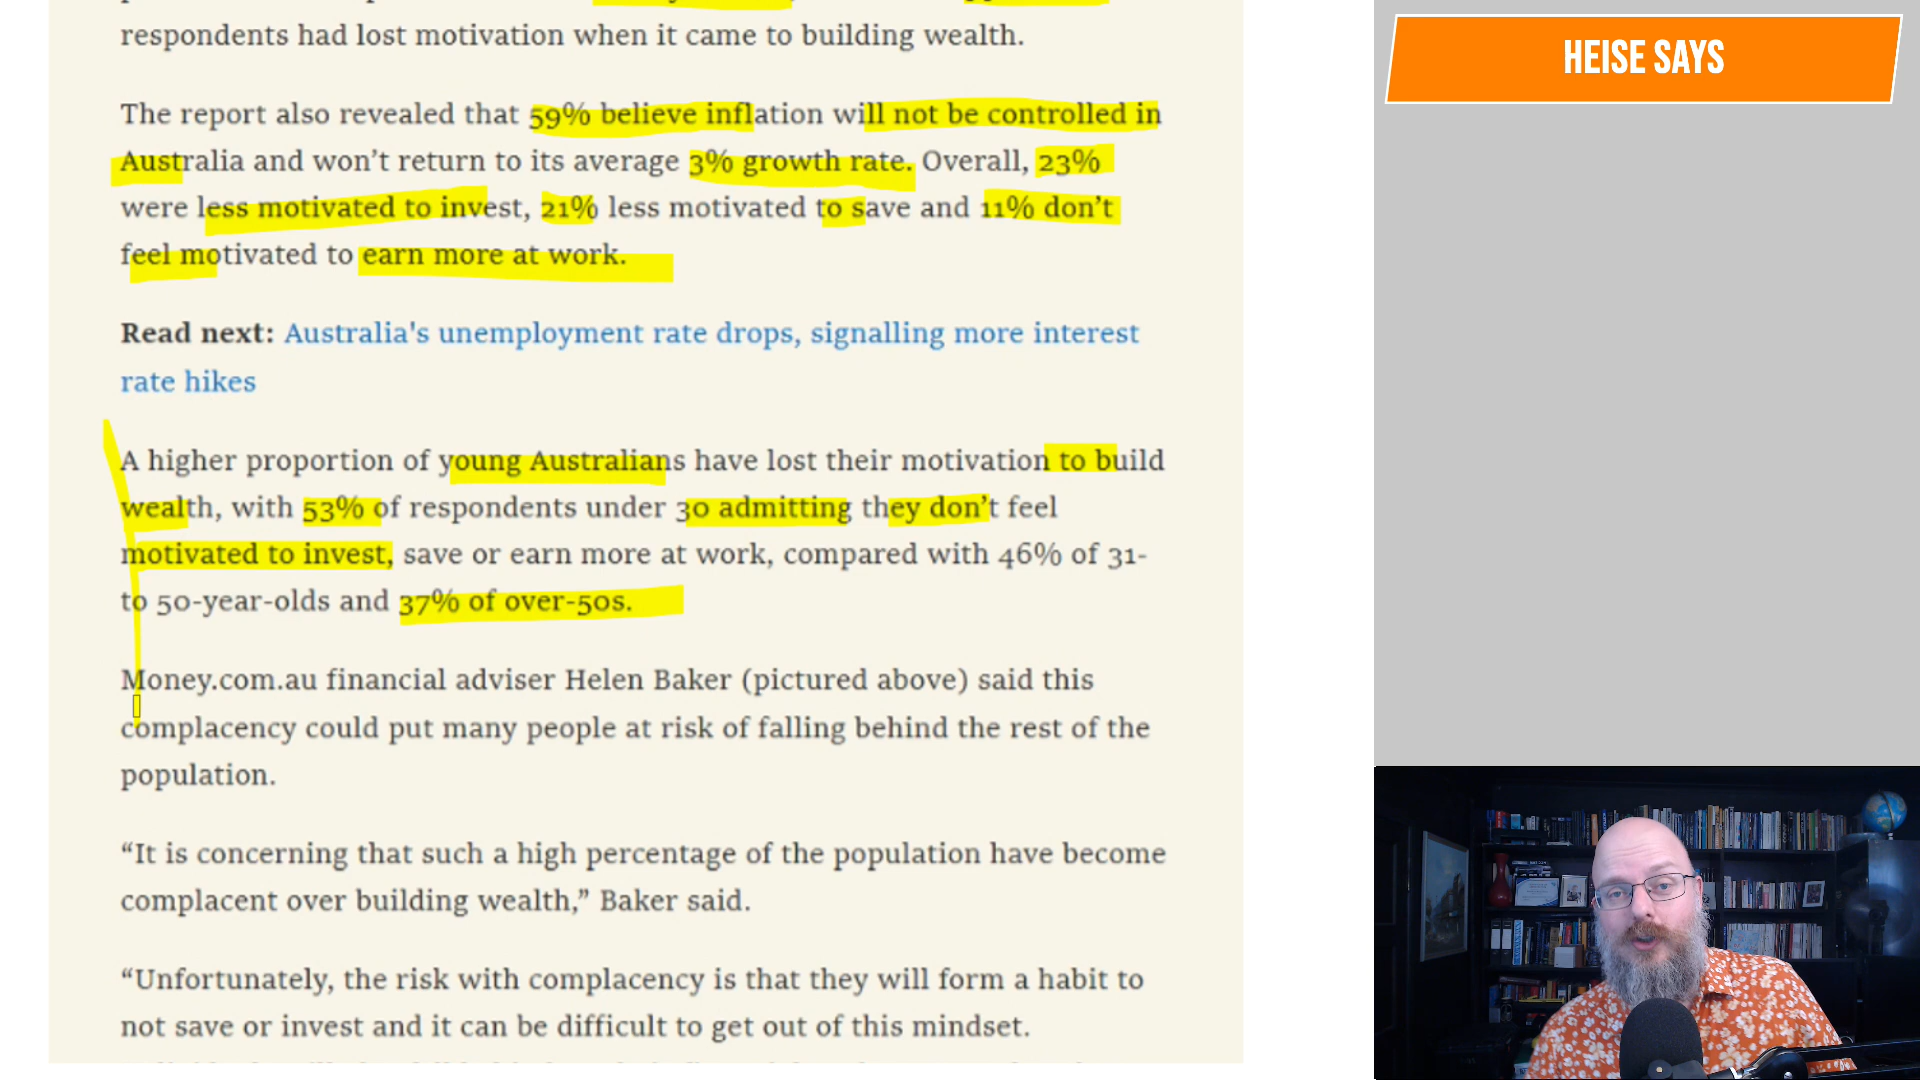 respondents had lost motivation when it came to building wealth.
The report also revealed that 59% believe inflation will not be controlled in
Australia and won’t return to its average 3% growth rate. Overall, 23%
were less motivated to invest, 21% less motivated to save and 11% don’t
feel motivated to earn more at work.
Read next: Australia's unemployment rate drops, signalling more interest
rate hikes
A higher proportion of young Australians have lost their motivation to build
wealth, with 53% of respondents under 30 admitting they don’t feel
motivated to invest, save or earn more at work, compared with 46% of 31-
to 50-year-olds and 37% of over-50s.
Money.com.au financial adviser Helen Baker (pictured above) said this
complacency could put many people at risk of falling behind the rest of the
population.
“It is concerning that such a high percentage of the population have become
complacent over building wealth,” Baker said.
“Unfortunately, the risk with complacency is that they will form a habit to
not save or invest and it can be difficult to get out of this mindset.
HEISE SAYS